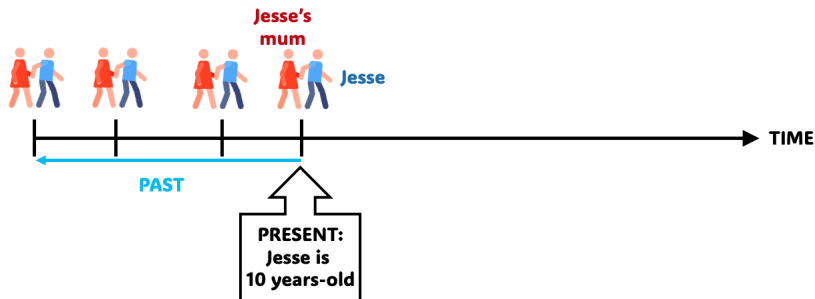 Jesse's
mum
Jesse
TIME
PAST
PRESENT:
Jesse is
10 years-old